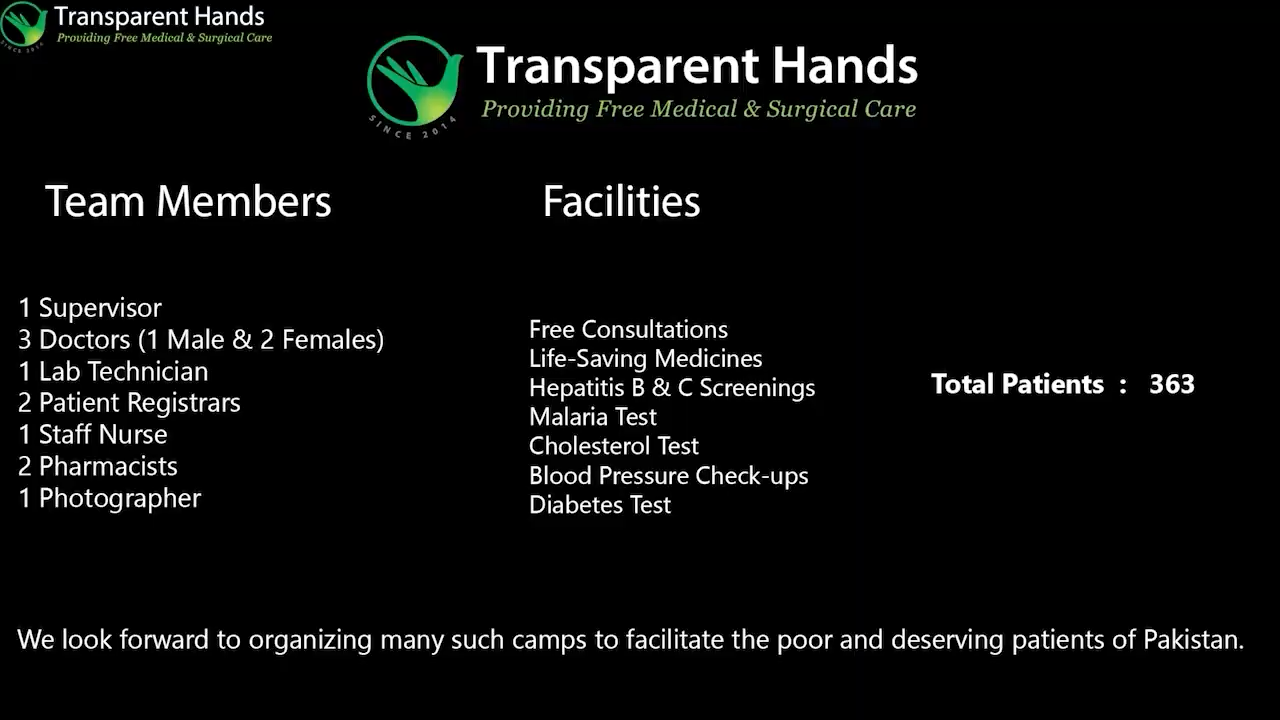 Transparent Hands
Providing Free Medical & Surgical Care
SINCE 2014
Transparent Hands
Providing Free Medical & Surgical Care
SINCE 2014
Team Members
1 Supervisor
3 Doctors (1 Male & 2 Females)
1 Lab Technician
2 Patient Registrars
1 Staff Nurse
2 Pharmacists
1 Photographer
Facilities
Free Consultations
Life-Saving Medicines
Hepatitis B & C Screenings
Malaria Test
Cholesterol Test
Blood Pressure Check-ups
Diabetes Test
Total Patients : 363
We look forward to organizing many such camps to facilitate the poor and deserving patients of Pakistan.